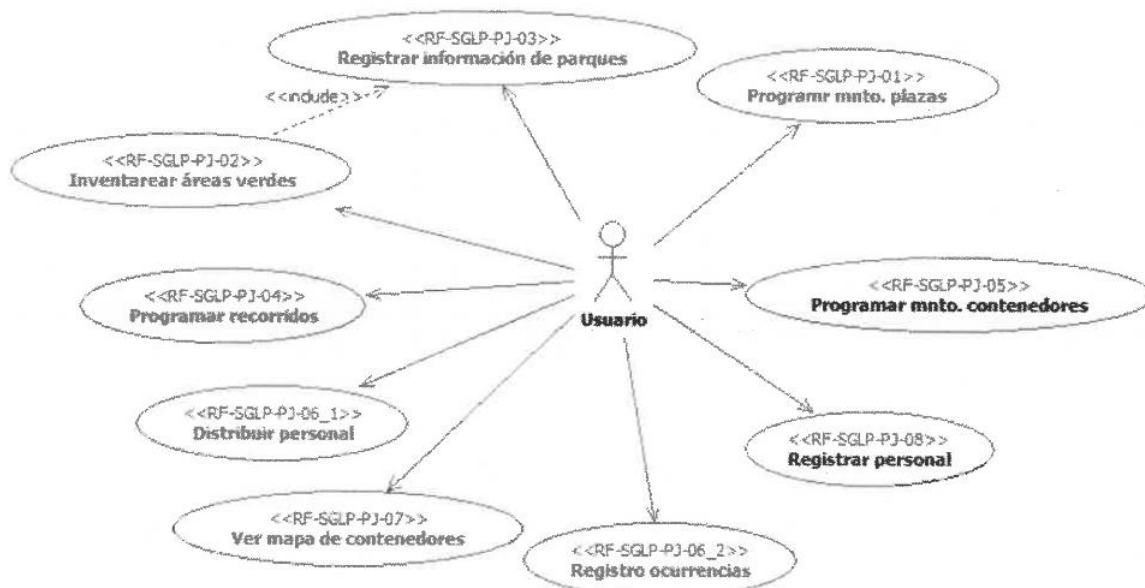 <<RF-SGLP-PJ-03>>
Registrar información de parques
<<RF-SGLP-PJ-01>>
Programr mnto. plazas
<<include>>
<<RF-SGLP-PJ-02>>
Inventarear áreas verdes
<<RF-SGLP-PJ-04>>
Programar recorridos
Usuario
<<RF-SGLP-PJ-05>>
Programar mnto. contenedores
<<RF-SGLP-PJ-06_1>>
Distribuir personal
<<RF-SGLP-PJ-08>>
Registrar personal
<<RF-SGLP-PJ-07>>
Ver mapa de contenedores
<<RF-SGLP-PJ-06_2>>
Registro ocurrencias